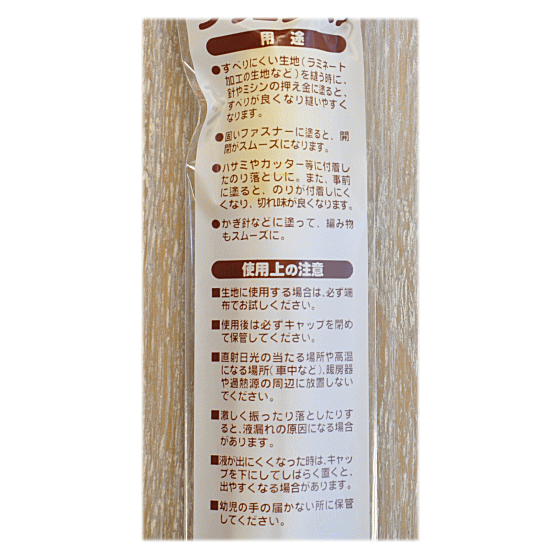 用途
●すべりにくい生地(ラミネート
加工の生地など)を縫う時に、
針やミシンの押え金に塗ると、
すべりが良くなり縫いやすく
なります。
●固いファスナーに塗ると、開
閉がスムーズになります。
●ハサミやカッター等に付着し
たのり落としに。また、事前
に塗ると、のりが付着しにく
くなり、切れ味が良くなります。
●かぎ針などに塗って、編み物
もスムーズに。
使用上の注意
■生地に使用する場合は、必ず端
布でお試しください。
■使用後は必ずキャップを閉め
て保管してください。
■直射日光の当たる場所や高温
になる場所(車中など)、暖房器
や過熱源の周辺に放置しない
でください。
■激しく振ったり落としたりす
ると、液漏れの原因になる場合
があります。
■液が出にくくなった時は、キャッ
プを下にしてしばらく置くと、
出やすくなる場合があります。
■幼児の手の届かない所に保管
してください。